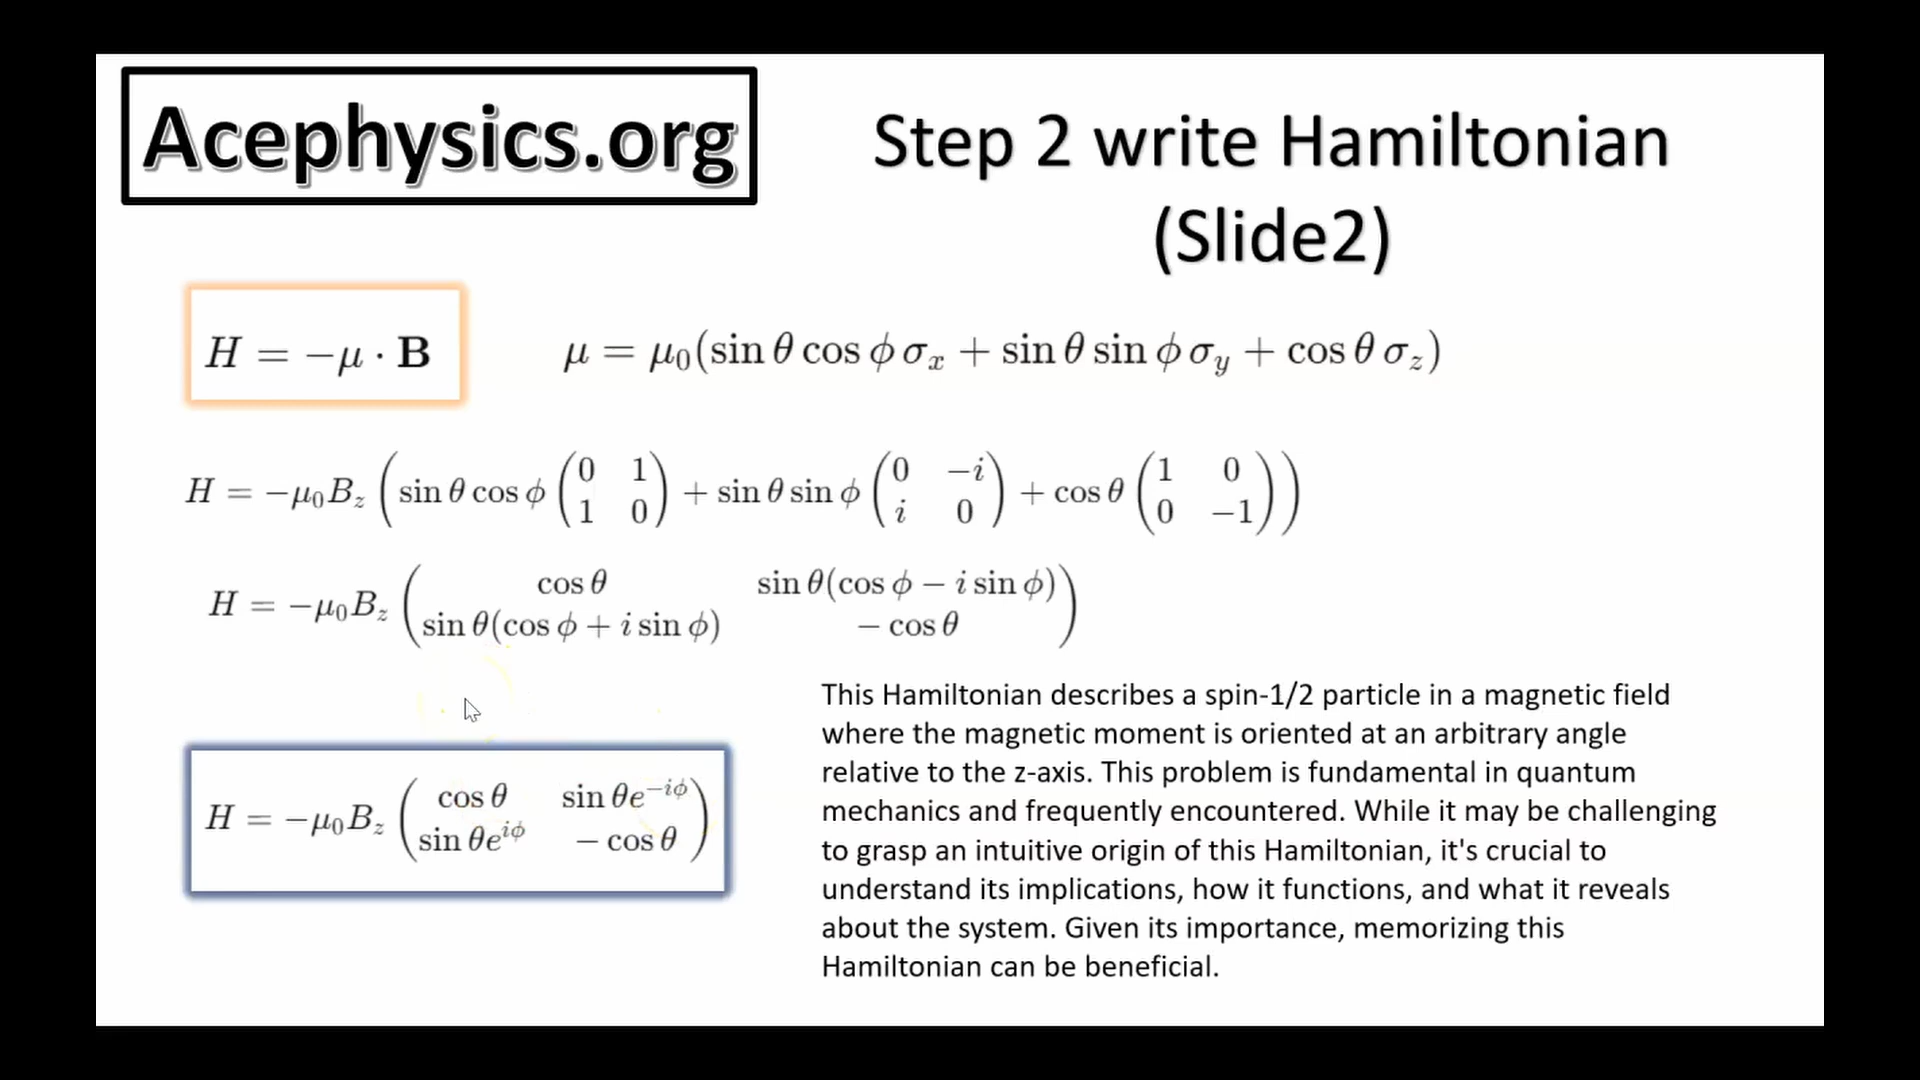 Acephysics.org
Step 2 write Hamiltonian
(Slide2)
H = −μ · B
μ = μ₀(sin θ cos ϕ σₓ + sin θ sin ϕ σ_y + cos θ σ_z)
H = −μ₀B_z ( sin θ cos ϕ ( 0 1 ; 1 0 ) + sin θ sin ϕ ( 0 −i ; i 0 ) + cos θ ( 1 0 ; 0 −1 ) )
H = −μ₀B_z ( cos θ sin θ(cos ϕ − i sin ϕ) ; sin θ(cos ϕ + i sin ϕ) − cos θ )
H = −μ₀B_z ( cos θ sin θe^{−iϕ} ; sin θe^{iϕ} − cos θ )
This Hamiltonian describes a spin-1/2 particle in a magnetic field
where the magnetic moment is oriented at an arbitrary angle
relative to the z-axis. This problem is fundamental in quantum
mechanics and frequently encountered. While it may be challenging
to grasp an intuitive origin of this Hamiltonian, it's crucial to
understand its implications, how it functions, and what it reveals
about the system. Given its importance, memorizing this
Hamiltonian can be beneficial.